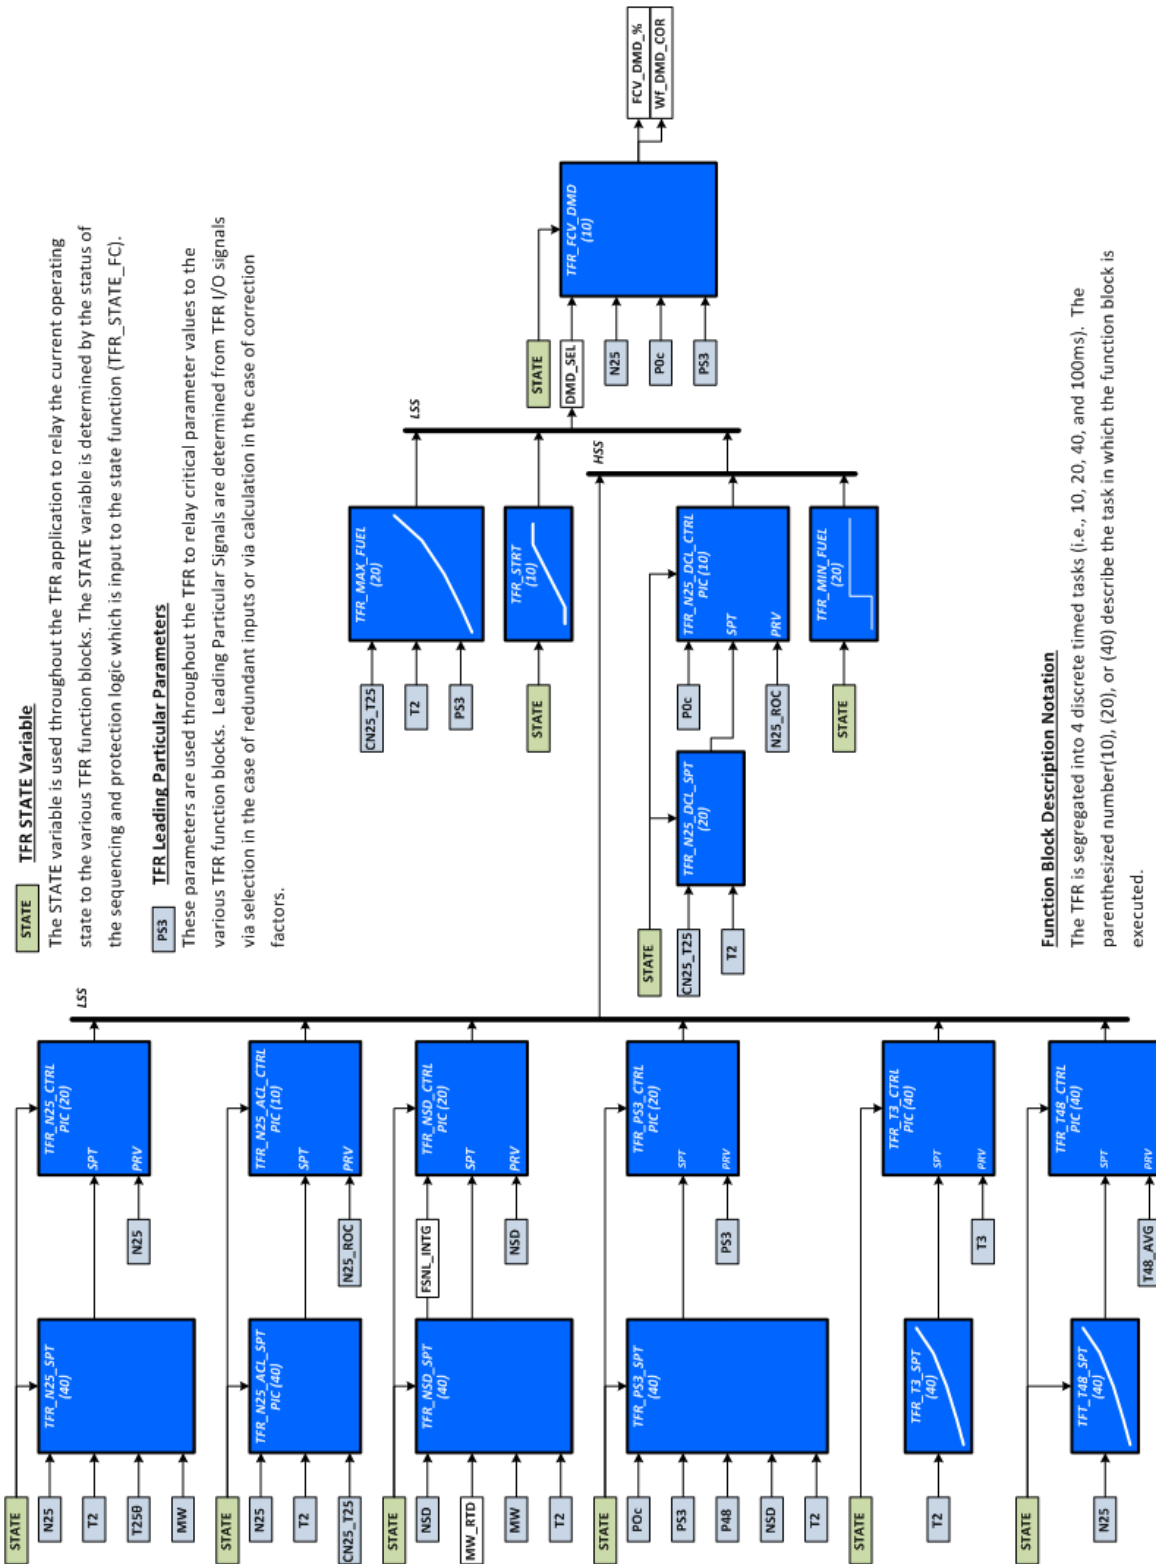 STATE
TFR STATE Variable
The STATE variable is used throughout the TFR application to relay the current operating
state to the various TFR function blocks. The STATE variable is determined by the status of
the sequencing and protection logic which is input to the state function (TFR_STATE_FC).
PS3
TFR Leading Particular Parameters
These parameters are used throughout the TFR to relay critical parameter values to the
various TFR function blocks.  Leading Particular Signals are determined from TFR I/O signals
via selection in the case of redundant inputs or via calculation in the case of correction
factors.
STATE
N25
T2
T25θ
MW
TFR_N25_SPT
(40)
N25
TFR_N25_CTRL
PIC (20)
SPT
PRV
LSS
STATE
N25
T2
CN25_T25
TFR_N25_ACL_SPT
PIC (40)
N25_ROC
TFR_N25_ACL_CTRL
PIC (10)
SPT
PRV
STATE
NSD
MW_RTD
MW
T2
TFR_NSD_SPT
(40)
FSNL_INTG
NSD
TFR_NSD_CTRL
PIC (20)
SPT
PRV
STATE
POc
PS3
P48
NSD
T2
TFR_PS3_SPT
(40)
PS3
TFR_PS3_CTRL
PIC (20)
SPT
PRV
STATE
T2
TFR_T3_SPT
(40)
T3
TFR_T3_CTRL
PIC (40)
SPT
PRV
STATE
N25
TFT_T48_SPT
(40)
T48_AVG
TFR_T48_CTRL
PIC (40)
SPT
PRV
CN25_T25
T2
PS3
TFR_MAX_FUEL
(20)
LSS
STATE
TFR_STRT
(10)
HSS
STATE
CN25_T25
T2
TFR_N25_DCL_SPT
(20)
P0c
N25_ROC
TFR_N25_DCL_CTRL
PIC (10)
SPT
PRV
STATE
TFR_MIN_FUEL
(20)
STATE
DMD_SEL
N25
P0c
PS3
TFR_FCV_DMD
(10)
FCV_DMD_%
Wf_DMD_COR
Function Block Description Notation
The TFR is segregated into 4 discrete timed tasks (i.e., 10, 20, 40, and 100ms).  The
parenthesized number(10), (20), or (40) describe the task in which the function block is
executed.